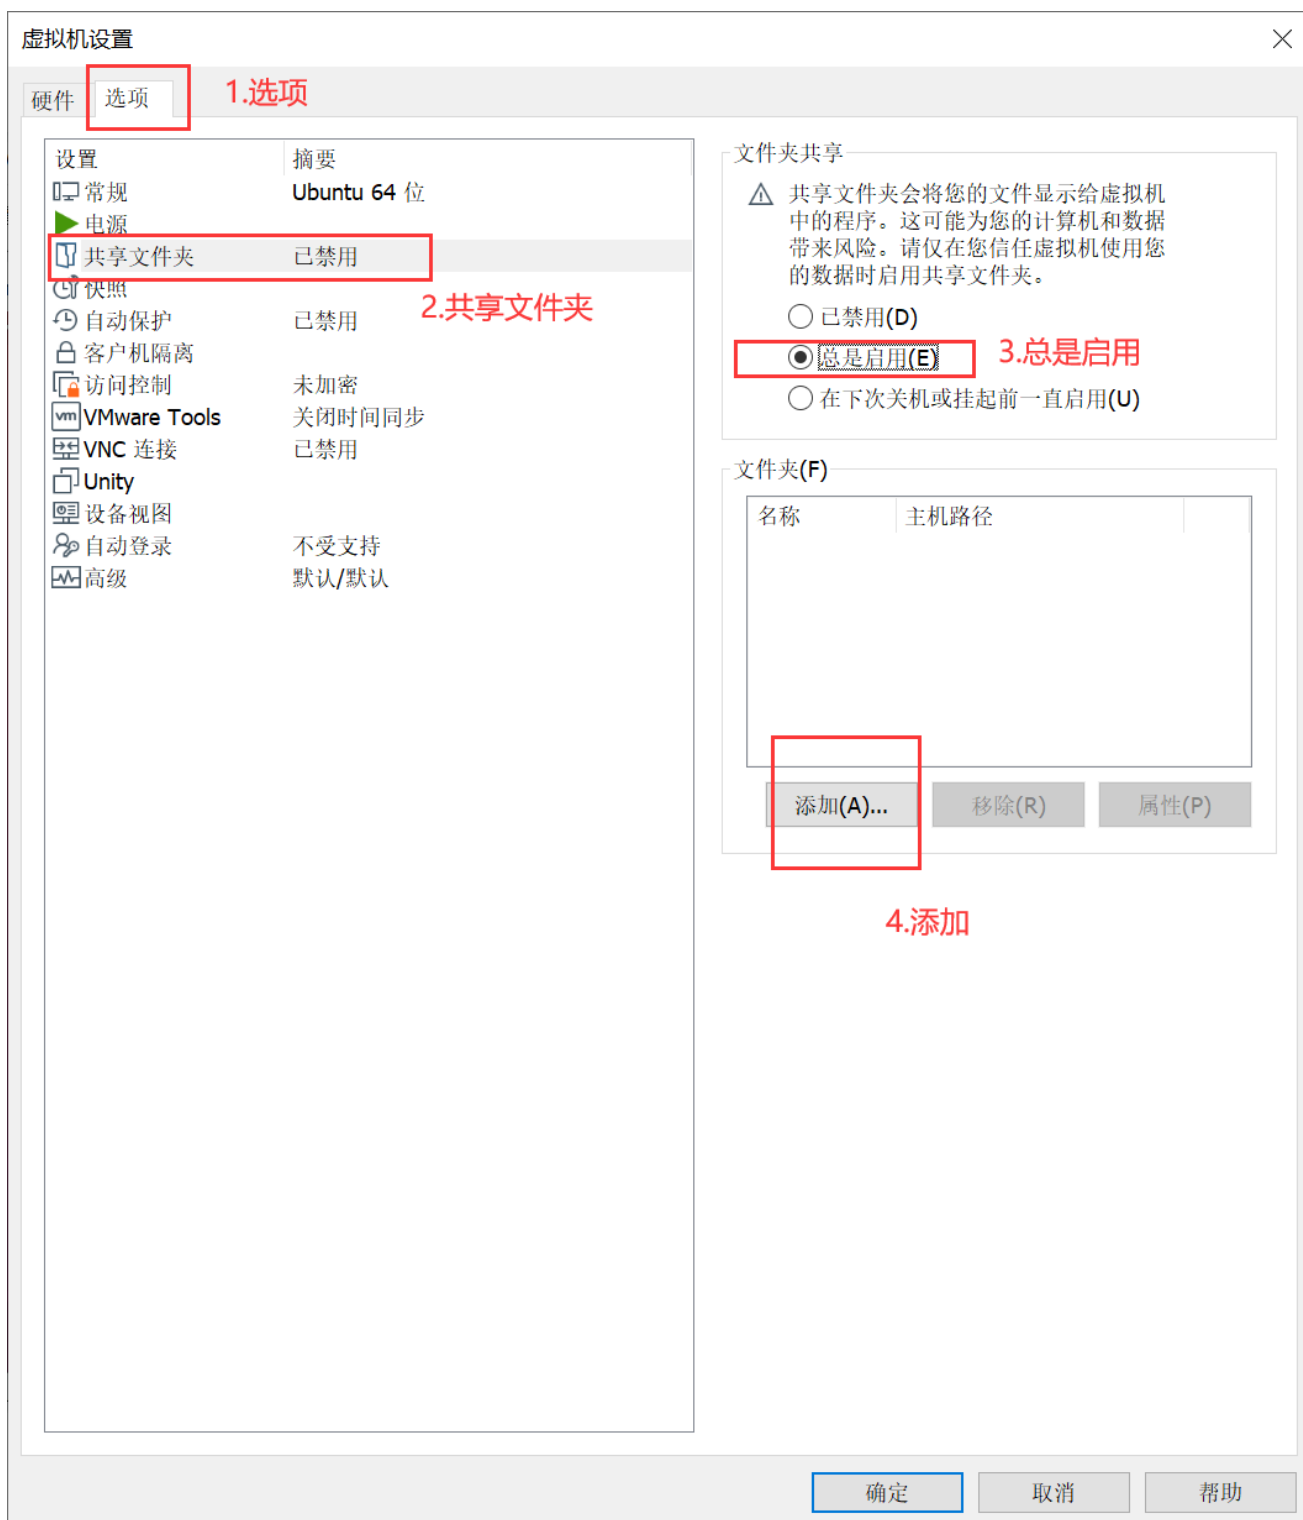 虚拟机设置
硬件
选项
1.选项
设置 摘要
常规 Ubuntu 64 位
电源
共享文件夹 已禁用
2.共享文件夹
快照
自动保护 已禁用
客户机隔离
访问控制 未加密
VMware Tools 关闭时间同步
VNC 连接 已禁用
Unity
设备视图
自动登录 不受支持
高级 默认/默认
文件夹共享
共享文件夹会将您的文件显示给虚拟机
中的程序。这可能为您的计算机和数据
带来风险。请仅在您信任虚拟机使用您
的数据时启用共享文件夹。
已禁用(D)
总是启用(E)
3.总是启用
在下次关机或挂起前一直启用(U)
文件夹(F)
名称 主机路径
添加(A)... 移除(R) 属性(P)
4.添加
确定 取消 帮助